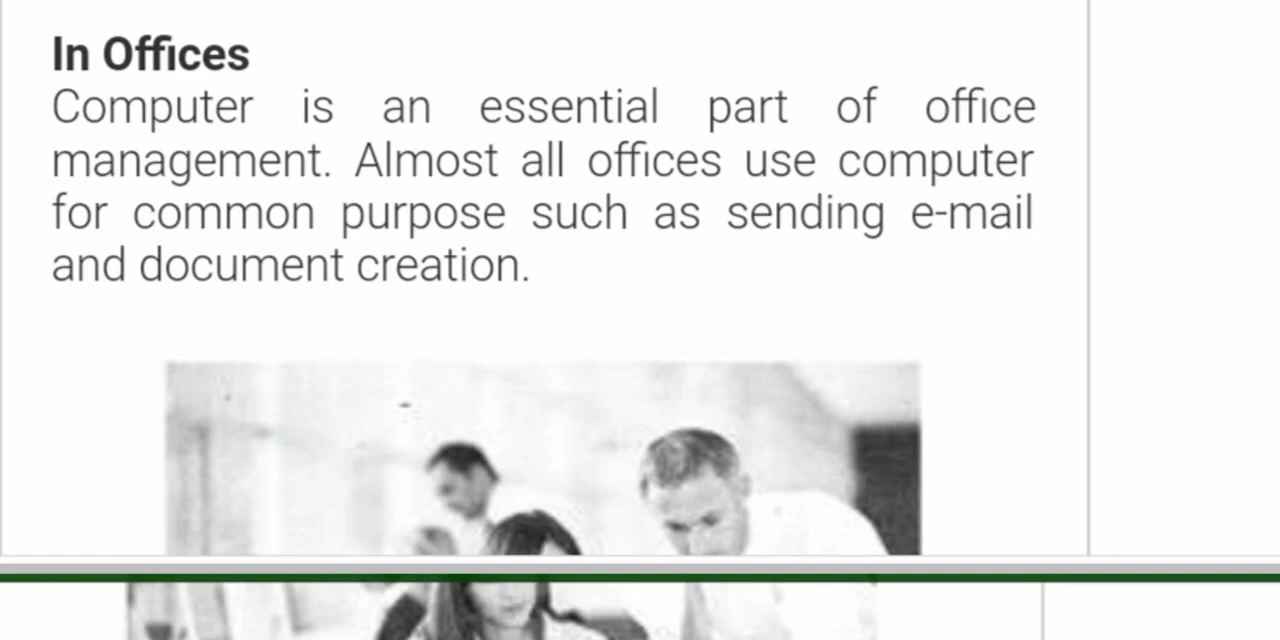 In Offices
Computer is an essential part of office
management. Almost all offices use computer
for common purpose such as sending e-mail
and document creation.